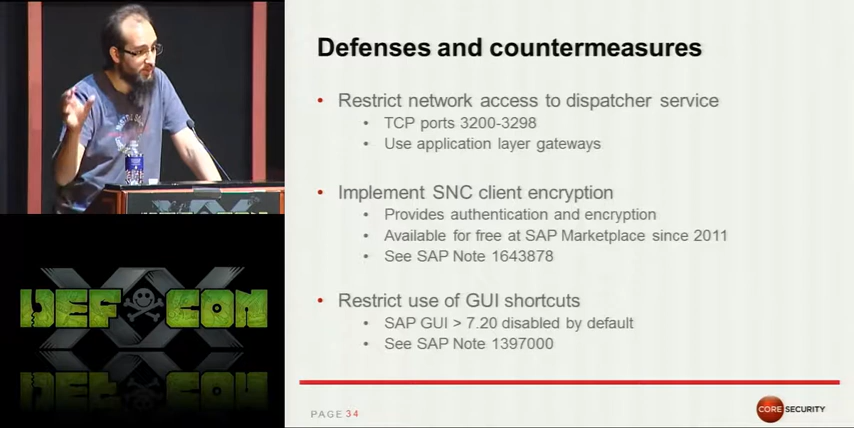 Defenses and countermeasures
• Restrict network access to dispatcher service
• TCP ports 3200-3298
• Use application layer gateways
• Implement SNC client encryption
• Provides authentication and encryption
• Available for free at SAP Marketplace since 2011
• See SAP Note 1643878
• Restrict use of GUI shortcuts
• SAP GUI > 7.20 disabled by default
• See SAP Note 1397000
PAGE 34
CORE SECURITY
XX
DEF CON